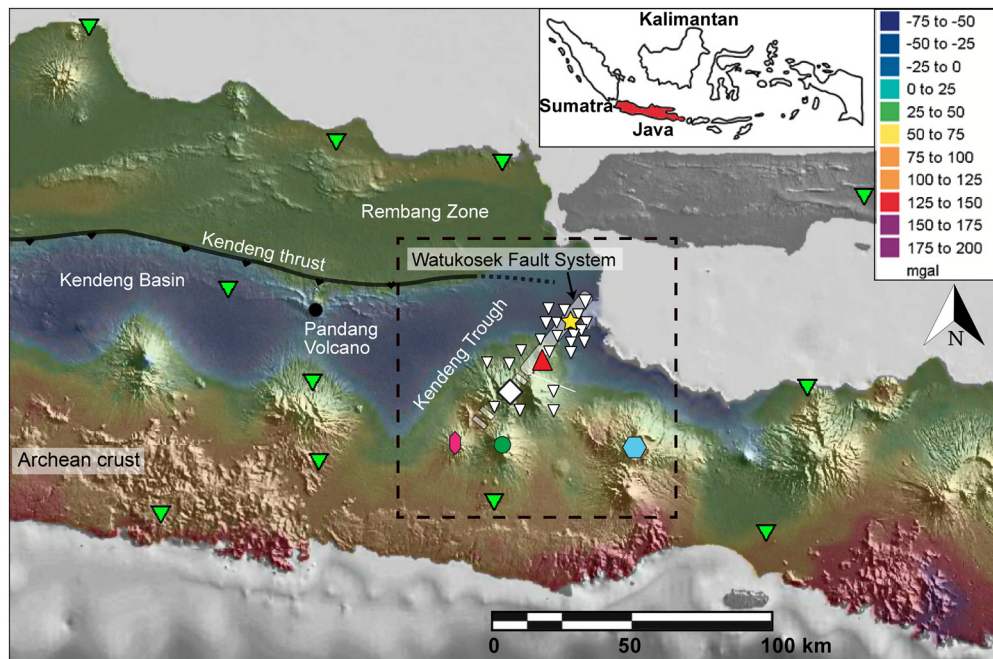 Kalimantan
Sumatra
Java
-75 to -50
-50 to -25
-25 to 0
0 to 25
25 to 50
50 to 75
75 to 100
100 to 125
125 to 150
150 to 175
175 to 200
mgal
N
Rembang Zone
Kendeng thrust
Watukosek Fault System
Kendeng Basin
Pandang
Volcano
Kendeng Trough
Archean crust
0 50 100 km